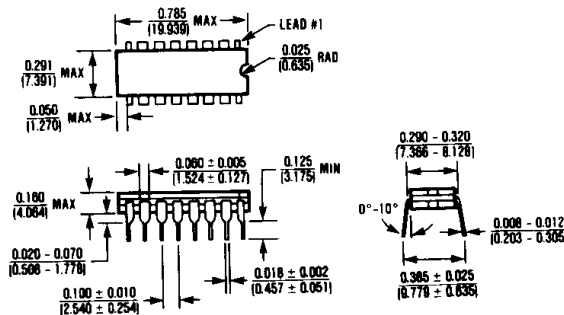 0.785 MAX
(19.939)
LEAD #1
0.025 RAD
(0.635)
0.291 MAX
(7.391)
0.050 MAX
(1.270)
0.060 ± 0.005
(1.524 ± 0.127)
0.125 MIN
(3.175)
0.290 - 0.320
(7.366 - 8.128)
0.160 MAX
(4.064)
0°-10°
0.008 - 0.012
(0.203 - 0.305
0.020 - 0.070
(0.508 - 1.778)
0.018 ± 0.002
(0.457 ± 0.051)
0.365 ± 0.025
(9.779 ± 0.635)
0.100 ± 0.010
(2.540 ± 0.254)